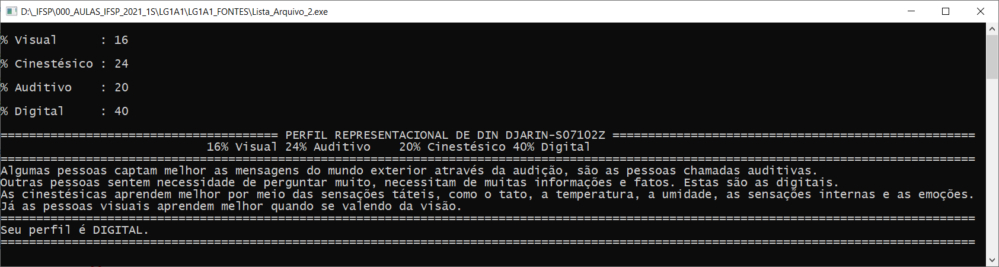 D:\_IFSP\000_AULAS_IFSP_2021_1S\LG1A1\LG1A1_FONTES\Lista_Arquivo_2.exe
% Visual      : 16
% Cinestésico : 24
% Auditivo    : 20
% Digital     : 40
======================================= PERFIL REPRESENTACIONAL DE DIN DJARIN-S07102Z ===================================================
                             16% Visual 24% Auditivo    20% Cinestésico 40% Digital
=========================================================================================================================================
Algumas pessoas captam melhor as mensagens do mundo exterior através da audição, são as pessoas chamadas auditivas.
Outras pessoas sentem necessidade de perguntar muito, necessitam de muitas informações e fatos. Estas são as digitais.
As cinestésicas aprendem melhor por meio das sensações táteis, como o tato, a temperatura, a umidade, as sensações internas e as emoções.
Já as pessoas visuais aprendem melhor quando se valendo da visão.
=========================================================================================================================================
Seu perfil é DIGITAL.
=========================================================================================================================================